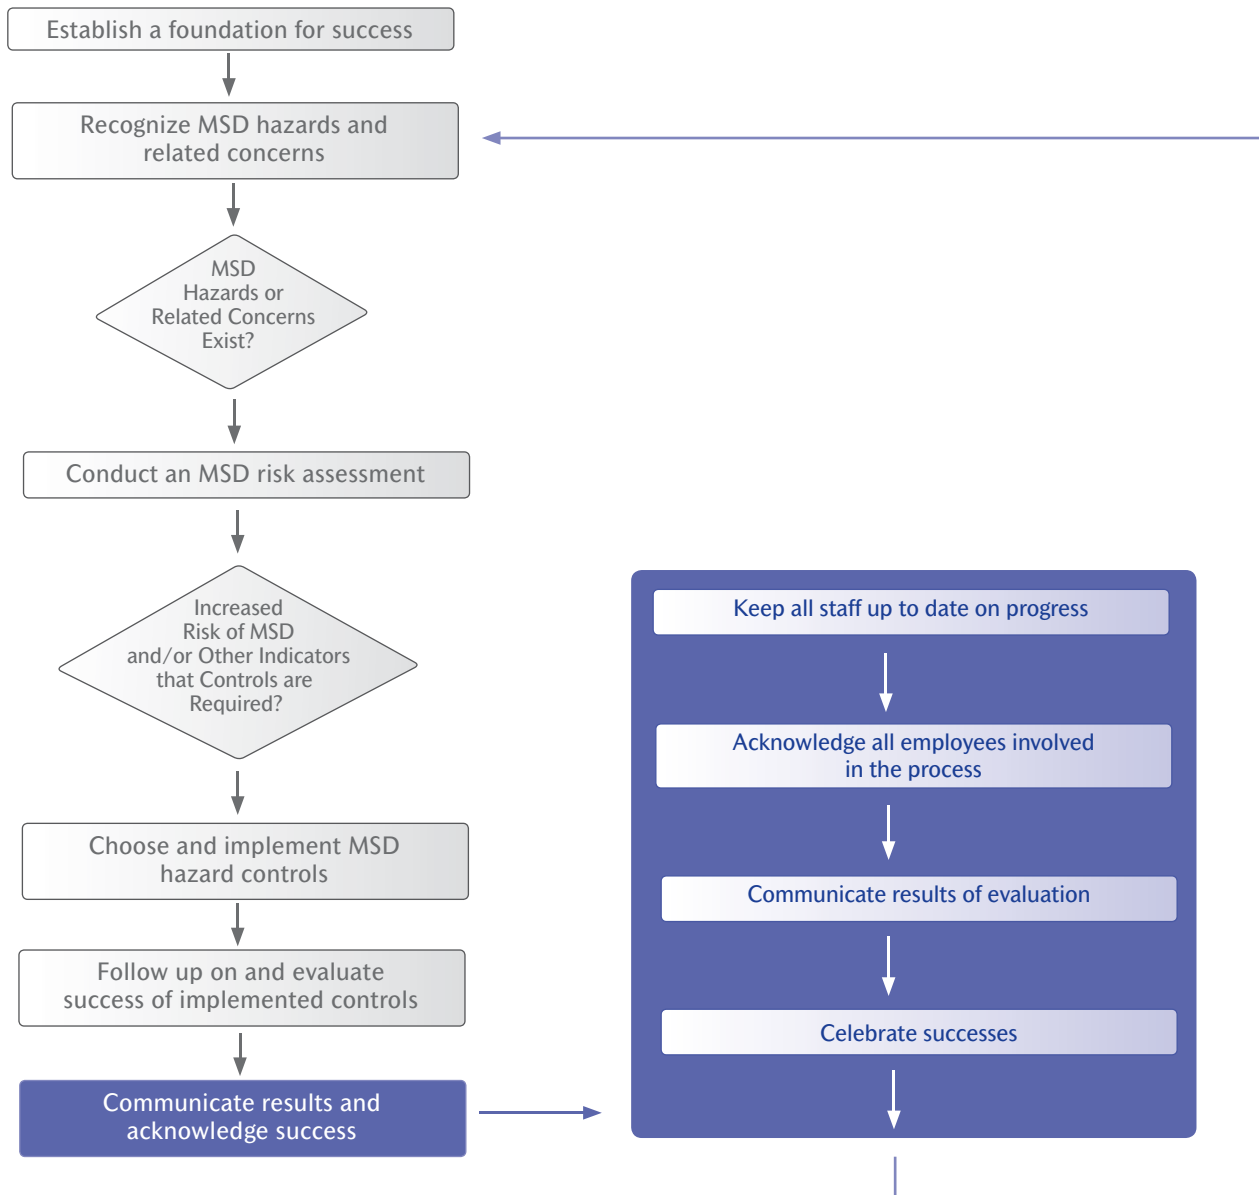 Establish a foundation for success
Recognize MSD hazards and
related concerns
MSD
Hazards or
Related Concerns
Exist?
Conduct an MSD risk assessment
Increased
Risk of MSD
and/or Other Indicators
that Controls are
Required?
Choose and implement MSD
hazard controls
Follow up on and evaluate
success of implemented controls
Communicate results and
acknowledge success
Keep all staff up to date on progress
Acknowledge all employees involved
in the process
Communicate results of evaluation
Celebrate successes